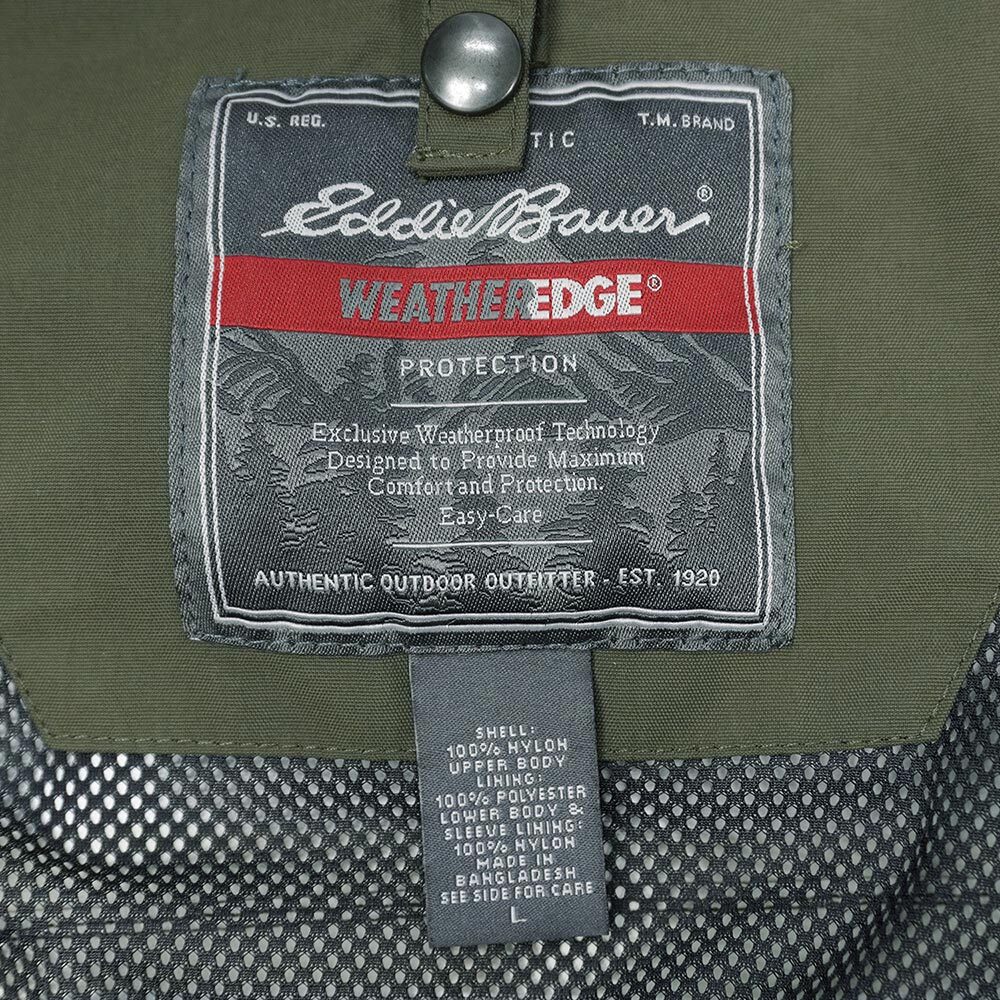 U.S. REG. T.M. BRAND
TIC
Eddie Bauer®
WEATHEREDGE®
PROTECTION
Exclusive Weatherproof Technology
Designed to Provide Maximum
Comfort and Protection.
Easy-Care
AUTHENTIC OUTDOOR OUTFITTER - EST. 1920
SHELL:
100% NYLON
UPPER BODY
LINING:
100% POLYESTER
LOWER BODY &
SLEEVE LINING:
100% NYLON
MADE IN
BANGLADESH
SEE SIDE FOR CARE
L